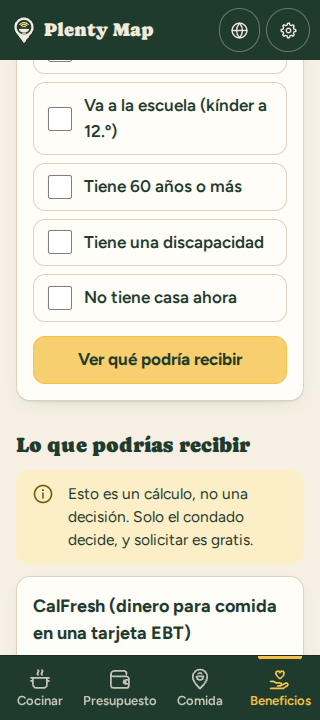 Plenty Map
Va a la escuela (kínder a
12.º)
Tiene 60 años o más
Tiene una discapacidad
No tiene casa ahora
Ver qué podría recibir
Lo que podrías recibir
Esto es un cálculo, no una
decisión. Solo el condado
decide, y solicitar es gratis.
CalFresh (dinero para comida
en una tarjeta EBT)
Cocinar
Presupuesto
Comida
Beneficios